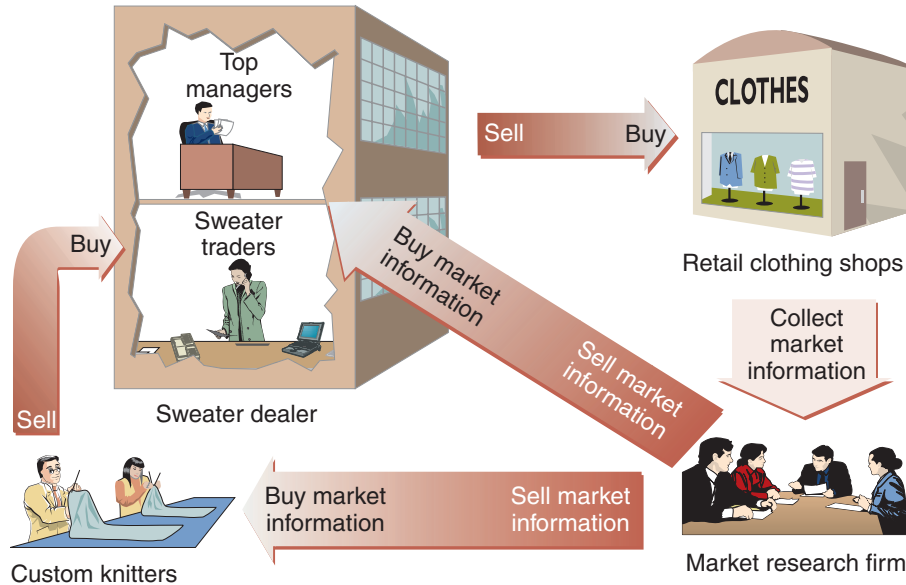 Top
managers
Sweater
traders
Sweater dealer
Sell
Buy
CLOTHES
Retail clothing shops
Buy
Sell
Buy market
information
Sell market
information
Collect
market
information
Custom knitters
Buy market
information
Sell market
information
Market research firm